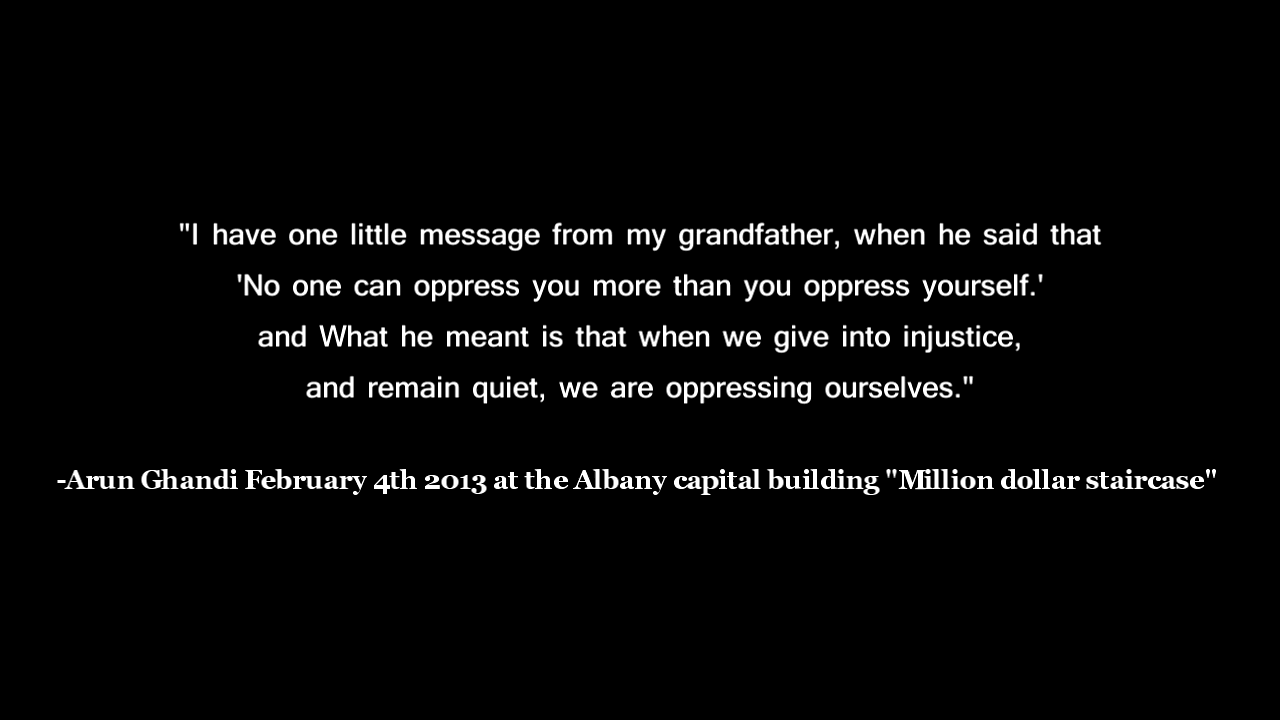 "I have one little message from my grandfather, when he said that
'No one can oppress you more than you oppress yourself.'
and What he meant is that when we give into injustice,
and remain quiet, we are oppressing ourselves."
-Arun Ghandi February 4th 2013 at the Albany capital building "Million dollar staircase"